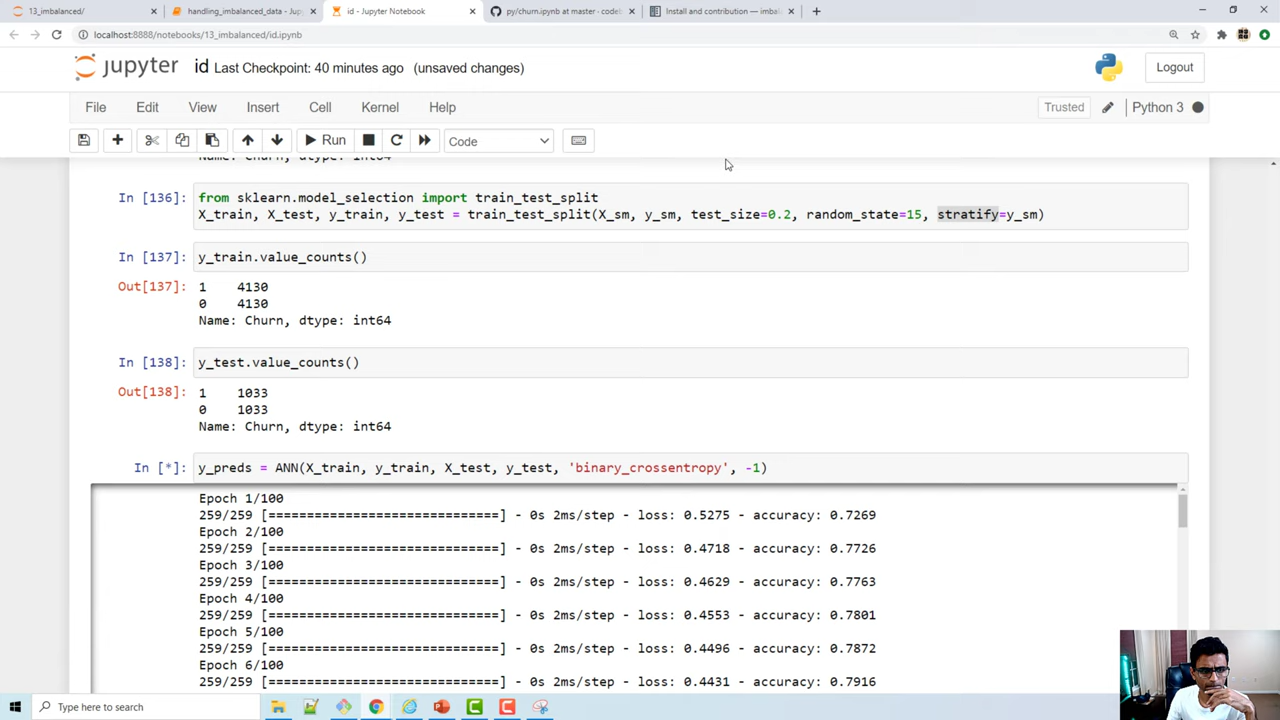 13_imbalanced/
handling_imbalanced_data - Jupy
id - Jupyter Notebook
py/churn.ipynb at master · codeb
Install and contribution — imbal
localhost:8888/notebooks/13_imbalanced/id.ipynb
jupyter id Last Checkpoint: 40 minutes ago (unsaved changes)
Logout
File Edit View Insert Cell Kernel Help
Trusted
Python 3
Run
Code
Name: Churn, dtype: int64
In [136]: from sklearn.model_selection import train_test_split
X_train, X_test, y_train, y_test = train_test_split(X_sm, y_sm, test_size=0.2, random_state=15, stratify=y_sm)
In [137]: y_train.value_counts()
Out[137]: 1 4130
0 4130
Name: Churn, dtype: int64
In [138]: y_test.value_counts()
Out[138]: 1 1033
0 1033
Name: Churn, dtype: int64
In [*]: y_preds = ANN(X_train, y_train, X_test, y_test, 'binary_crossentropy', -1)
Epoch 1/100
259/259 [==============================] - 0s 2ms/step - loss: 0.5275 - accuracy: 0.7269
Epoch 2/100
259/259 [==============================] - 0s 2ms/step - loss: 0.4718 - accuracy: 0.7726
Epoch 3/100
259/259 [==============================] - 0s 2ms/step - loss: 0.4629 - accuracy: 0.7763
Epoch 4/100
259/259 [==============================] - 0s 2ms/step - loss: 0.4553 - accuracy: 0.7801
Epoch 5/100
259/259 [==============================] - 0s 2ms/step - loss: 0.4496 - accuracy: 0.7872
Epoch 6/100
259/259 [==============================] - 0s 2ms/step - loss: 0.4431 - accuracy: 0.7916
Type here to search